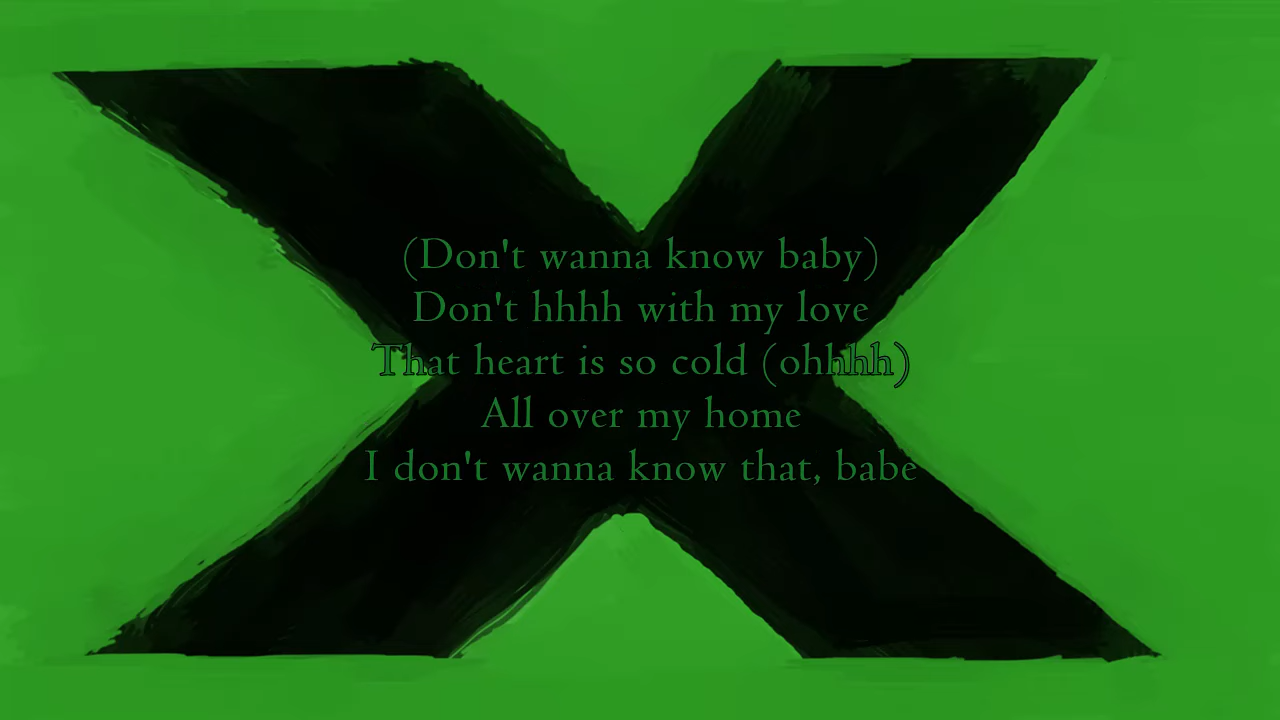 (Don't wanna know baby)
Don't hhhh with my love
That heart is so cold (ohhhh)
All over my home
I don't wanna know that, babe